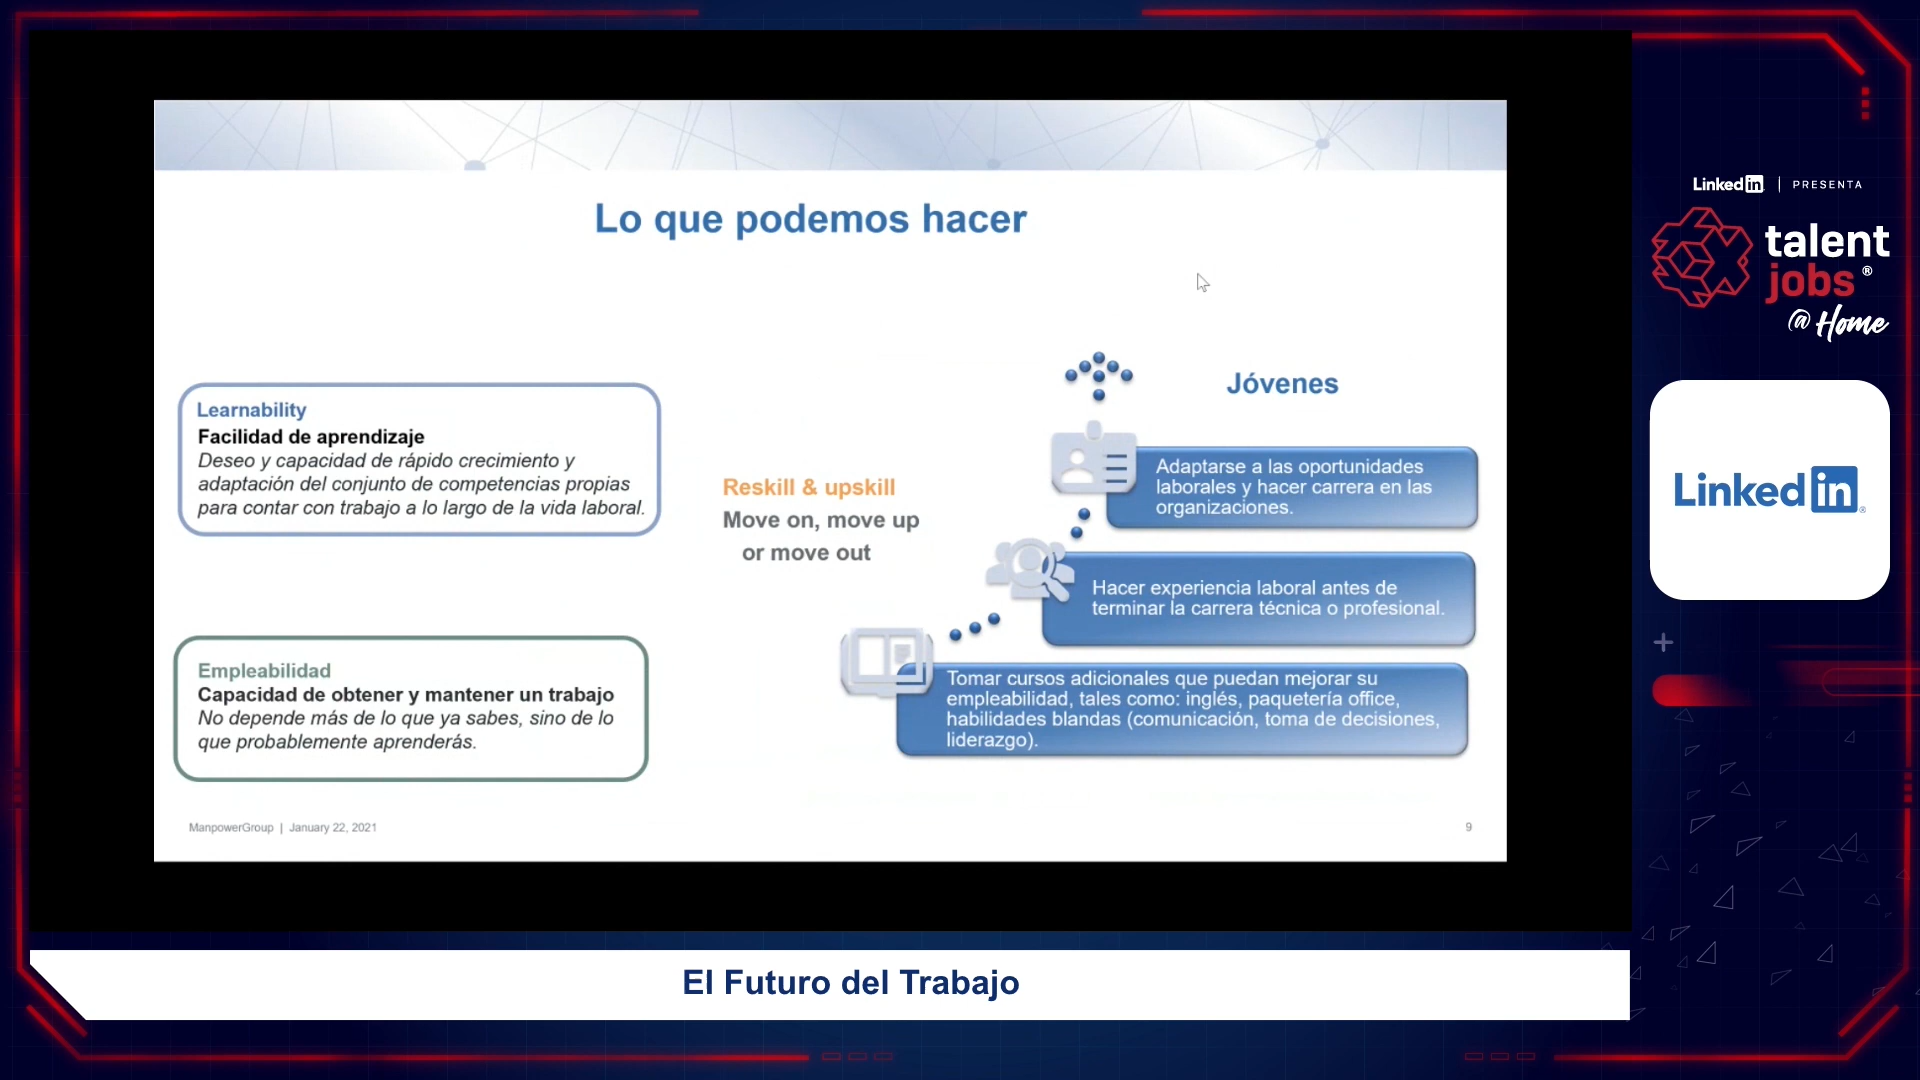 Lo que podemos hacer
Learnability
Facilidad de aprendizaje
Deseo y capacidad de rápido crecimiento y
adaptación del conjunto de competencias propias
para contar con trabajo a lo largo de la vida laboral.
Empleabilidad
Capacidad de obtener y mantener un trabajo
No depende más de lo que ya sabes, sino de lo
que probablemente aprenderás.
Reskill & upskill
Move on, move up
or move out
Jóvenes
Adaptarse a las oportunidades
laborales y hacer carrera en las
organizaciones.
Hacer experiencia laboral antes de
terminar la carrera técnica o profesional.
Tomar cursos adicionales que puedan mejorar su
empleabilidad, tales como: inglés, paquetería office,
habilidades blandas (comunicación, toma de decisiones,
liderazgo).
ManpowerGroup | January 22, 2021
9
LinkedIn | PRESENTA
talent
jobs®
@Home
LinkedIn®
El Futuro del Trabajo